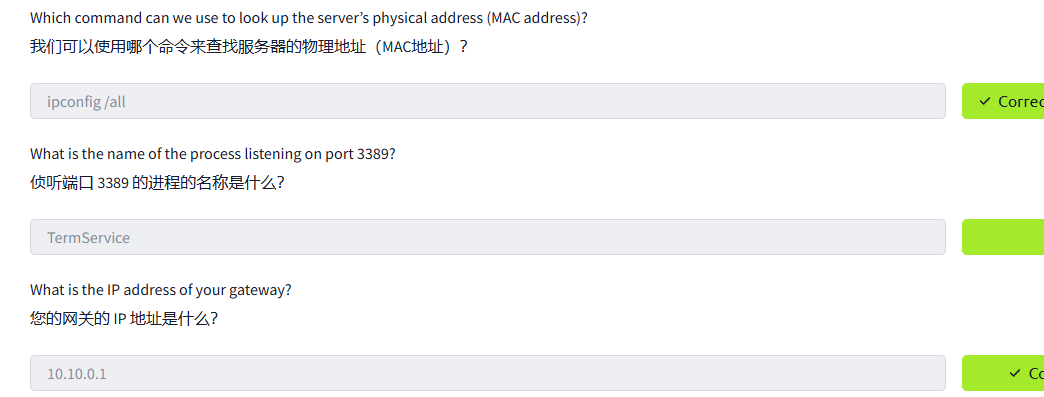 Which command can we use to look up the server’s physical address (MAC address)?
我们可以使用哪个命令来查找服务器的物理地址（MAC地址）？
ipconfig /all
✓ Correc
What is the name of the process listening on port 3389?
侦听端口 3389 的进程的名称是什么？
TermService
What is the IP address of your gateway?
您的网关的 IP 地址是什么？
10.10.0.1
✓ Co